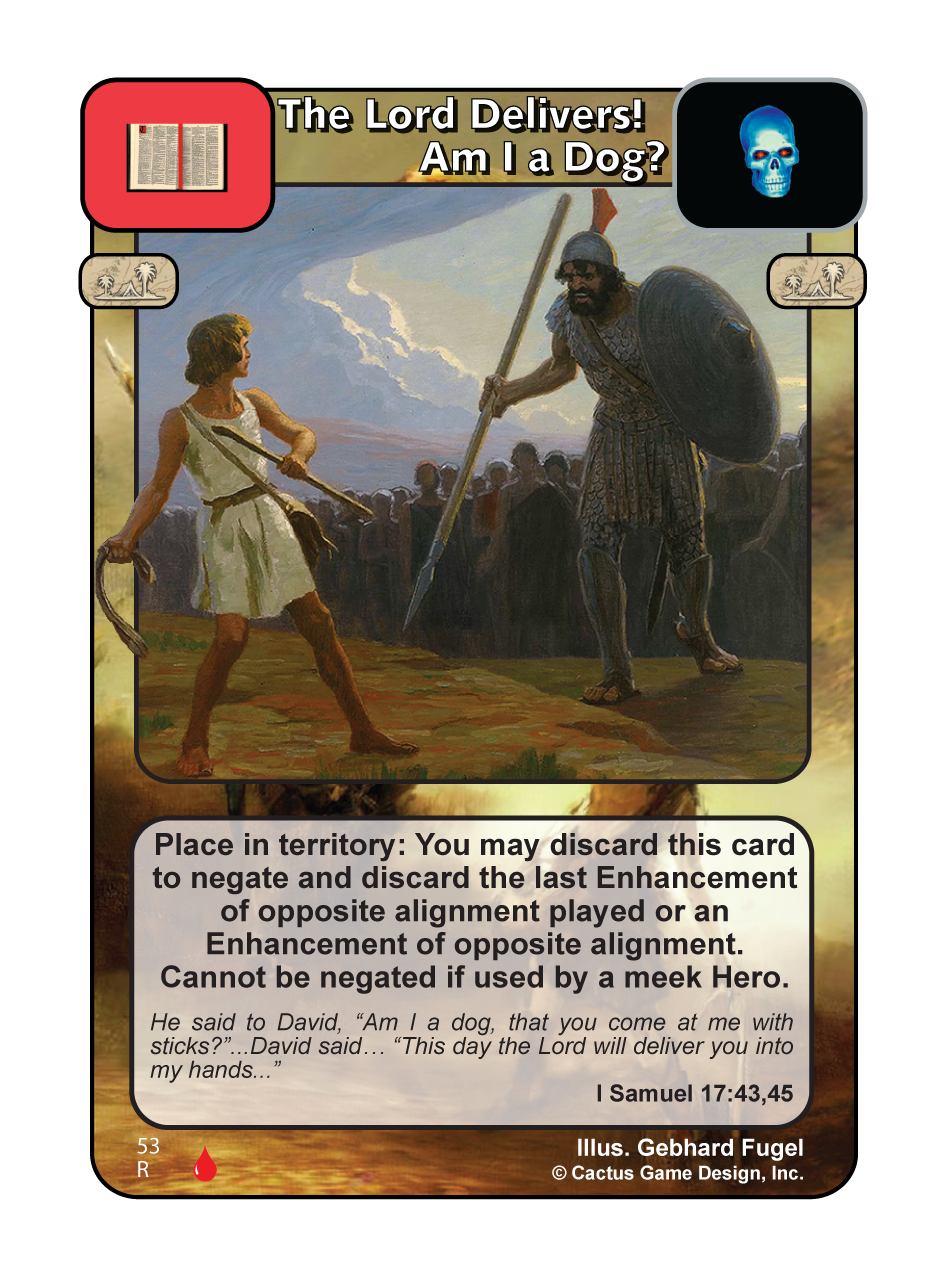 The Lord Delivers!
Am I a Dog?
Place in territory: You may discard this card
to negate and discard the last Enhancement
of opposite alignment played or an
Enhancement of opposite alignment.
Cannot be negated if used by a meek Hero.
He said to David, “Am I a dog, that you come at me with
sticks?”...David said… “This day the Lord will deliver you into
my hands...”
I Samuel 17:43,45
53
R
Illus. Gebhard Fugel
© Cactus Game Design, Inc.